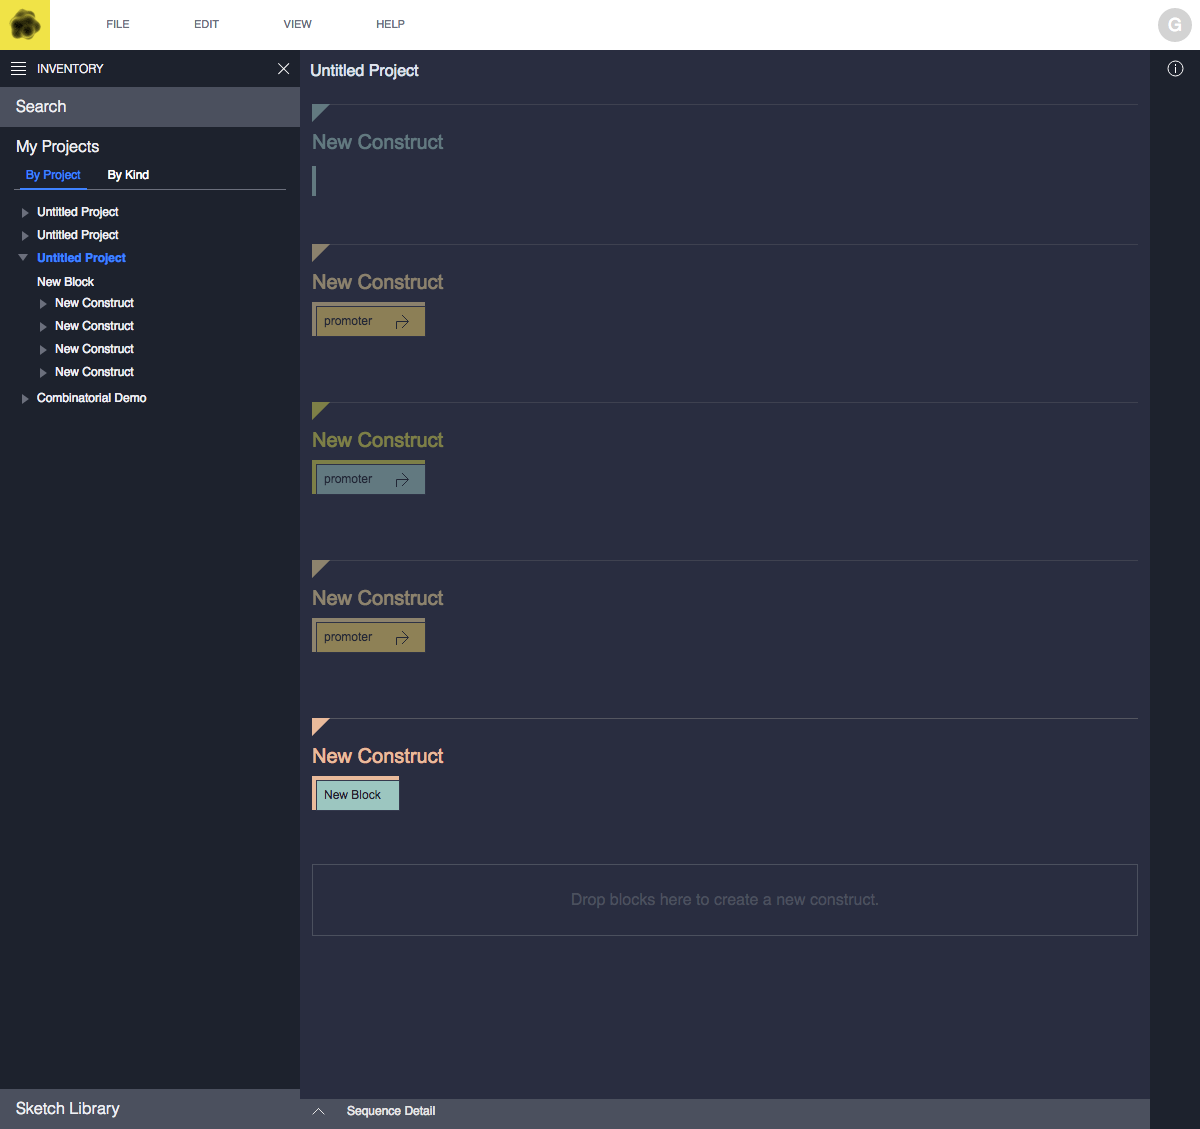 FILE EDIT VIEW HELP
G
INVENTORY
Search
My Projects
By Project By Kind
Untitled Project
Untitled Project
Untitled Project
New Block
New Construct
New Construct
New Construct
New Construct
Combinatorial Demo
Sketch Library
Untitled Project
New Construct
New Construct
promoter
New Construct
promoter
New Construct
promoter
New Construct
New Block
Drop blocks here to create a new construct.
Sequence Detail